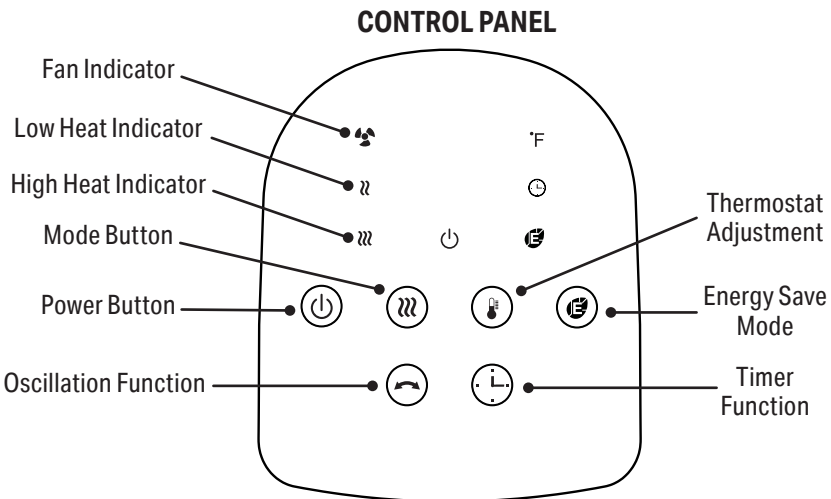 CONTROL PANEL
Fan Indicator
Low Heat Indicator
High Heat Indicator
Mode Button
Power Button
Oscillation Function
°F
E
E
Thermostat
Adjustment
Energy Save
Mode
Timer
Function